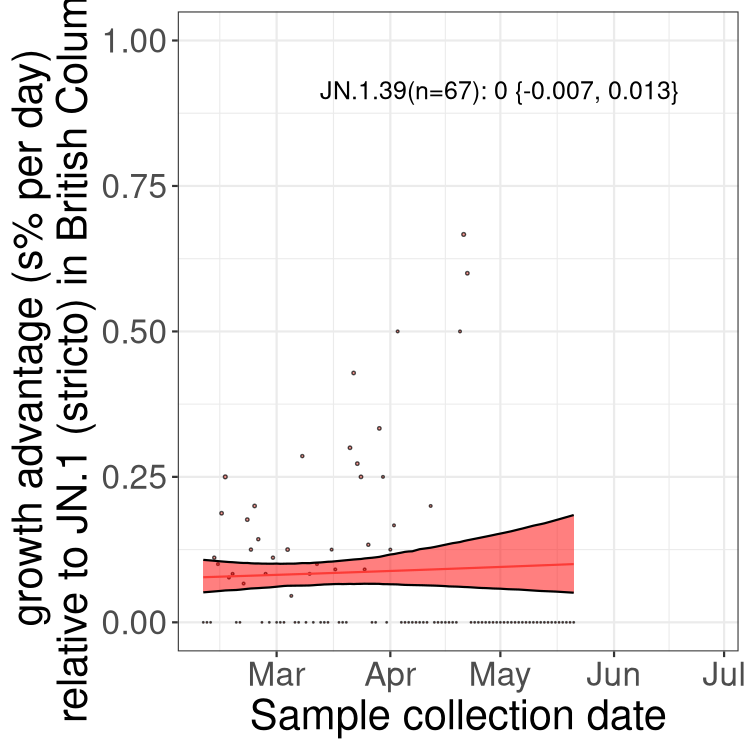 growth advantage (s% per day)
relative to JN.1 (stricto) in British Colum
1.00
0.75
0.50
0.25
0.00
JN.1.39(n=67): 0 {-0.007, 0.013}
Mar Apr May Jun Jul
Sample collection date